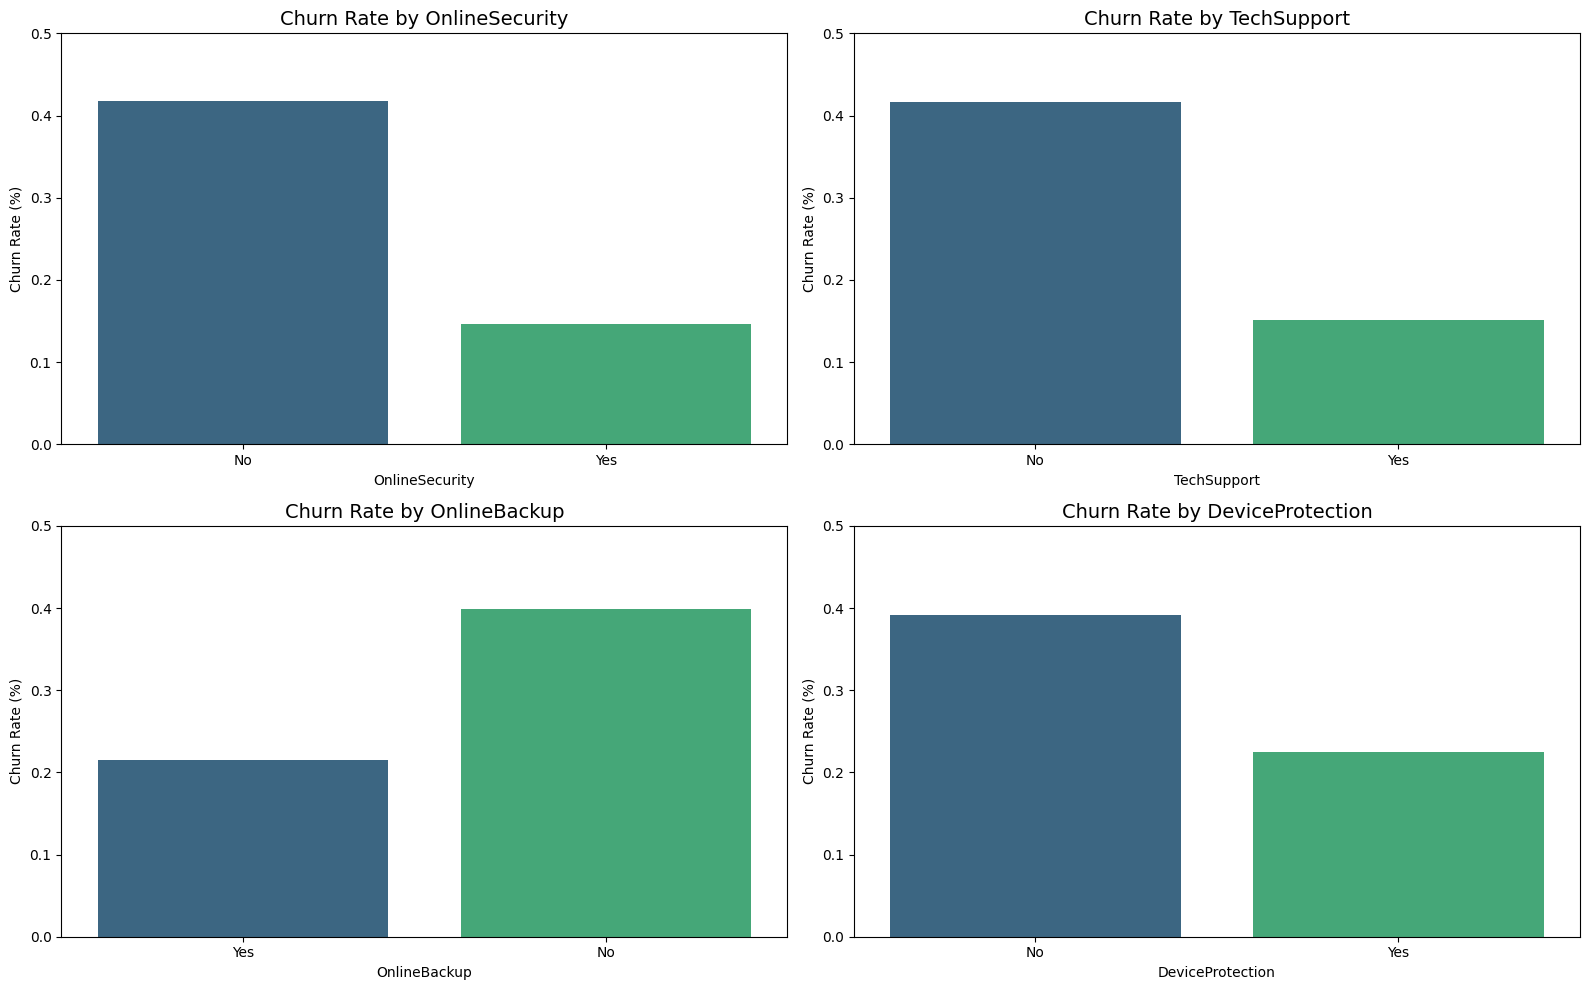 Churn Rate by OnlineSecurity
0.5
0.4
0.3
0.2
0.1
0.0
Churn Rate (%)
No
Yes
OnlineSecurity
Churn Rate by TechSupport
0.5
0.4
0.3
0.2
0.1
0.0
Churn Rate (%)
No
Yes
TechSupport
Churn Rate by OnlineBackup
0.5
0.4
0.3
0.2
0.1
0.0
Churn Rate (%)
Yes
No
OnlineBackup
Churn Rate by DeviceProtection
0.5
0.4
0.3
0.2
0.1
0.0
Churn Rate (%)
No
Yes
DeviceProtection